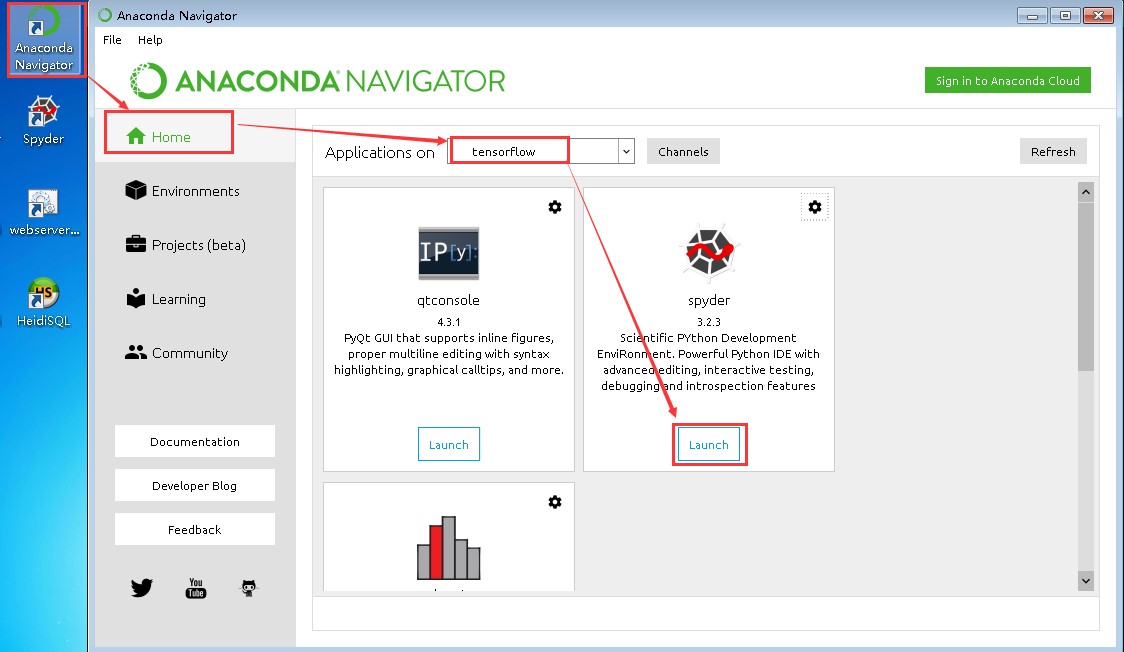 Anaconda
Navigator
Spyder
webserver...
HeidiSQL
Anaconda Navigator
File Help
ANACONDA NAVIGATOR
Sign in to Anaconda Cloud
Home
Environments
Projects (beta)
Learning
Community
Documentation
Developer Blog
Feedback
You
Tube
Applications on tensorflow Channels Refresh
IP[y]:
qtconsole
4.3.1
PyQt GUI that supports inline figures,
proper multiline editing with syntax
highlighting, graphical calltips, and more.
Launch
spyder
3.2.3
Scientific PYthon Development
EnviRonment. Powerful Python IDE with
advanced editing, interactive testing,
debugging and introspection features
Launch